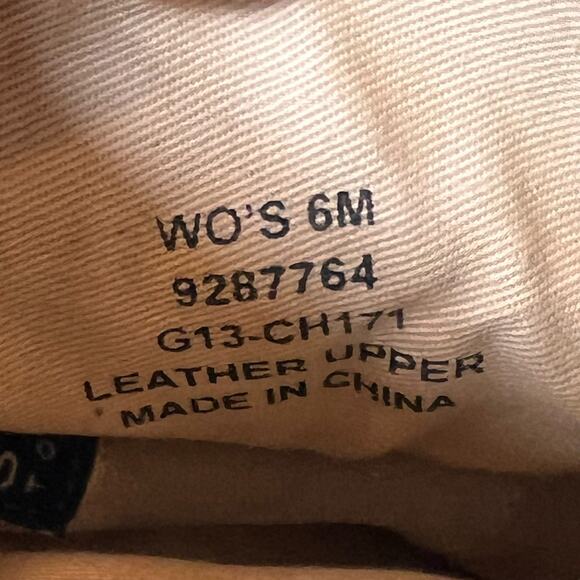 WO'S 6M
9287764
G13-CH171
LEATHER UPPER
MADE IN CHINA